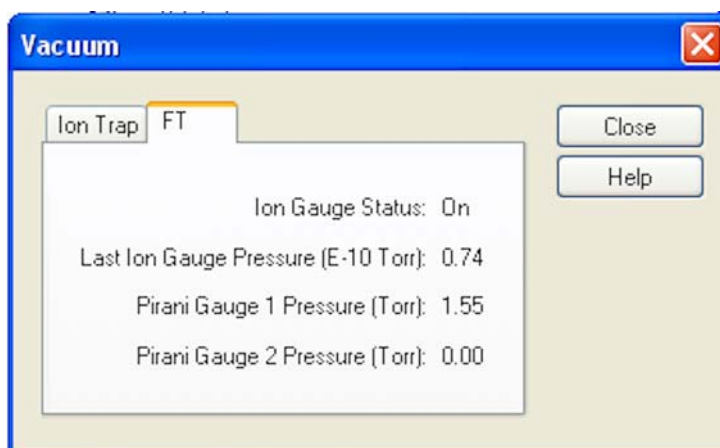 Vacuum
Ion Trap FT
Close
Help
Ion Gauge Status: On
Last Ion Gauge Pressure (E-10 Torr): 0.74
Pirani Gauge 1 Pressure (Torr): 1.55
Pirani Gauge 2 Pressure (Torr): 0.00